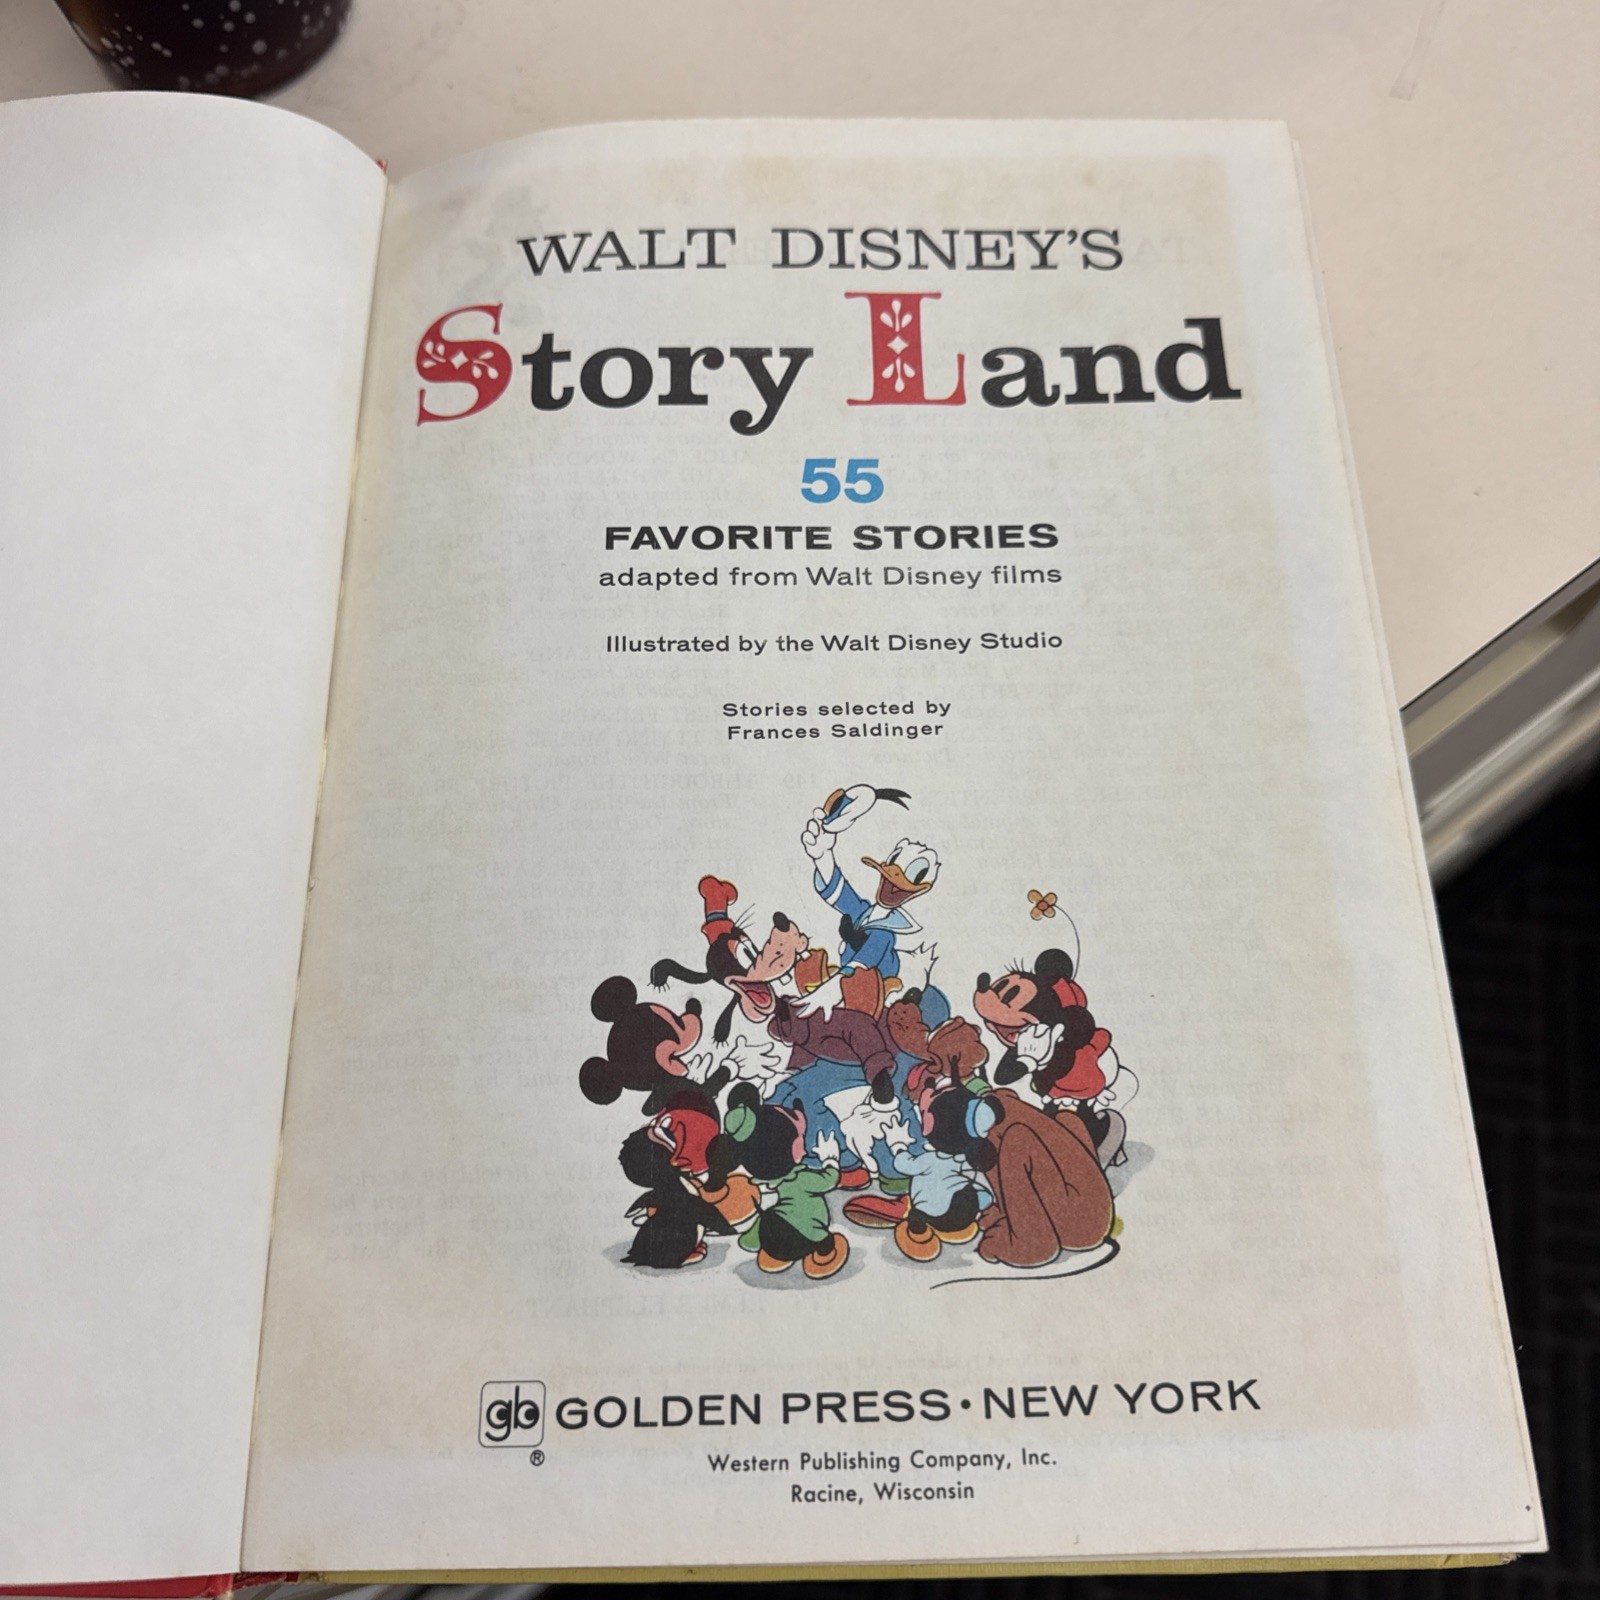 WALT DISNEY'S
Story Land
55
FAVORITE STORIES
adapted from Walt Disney films
Illustrated by the Walt Disney Studio
Stories selected by
Frances Saldinger
gb GOLDEN PRESS • NEW YORK
®
Western Publishing Company, Inc.
Racine, Wisconsin